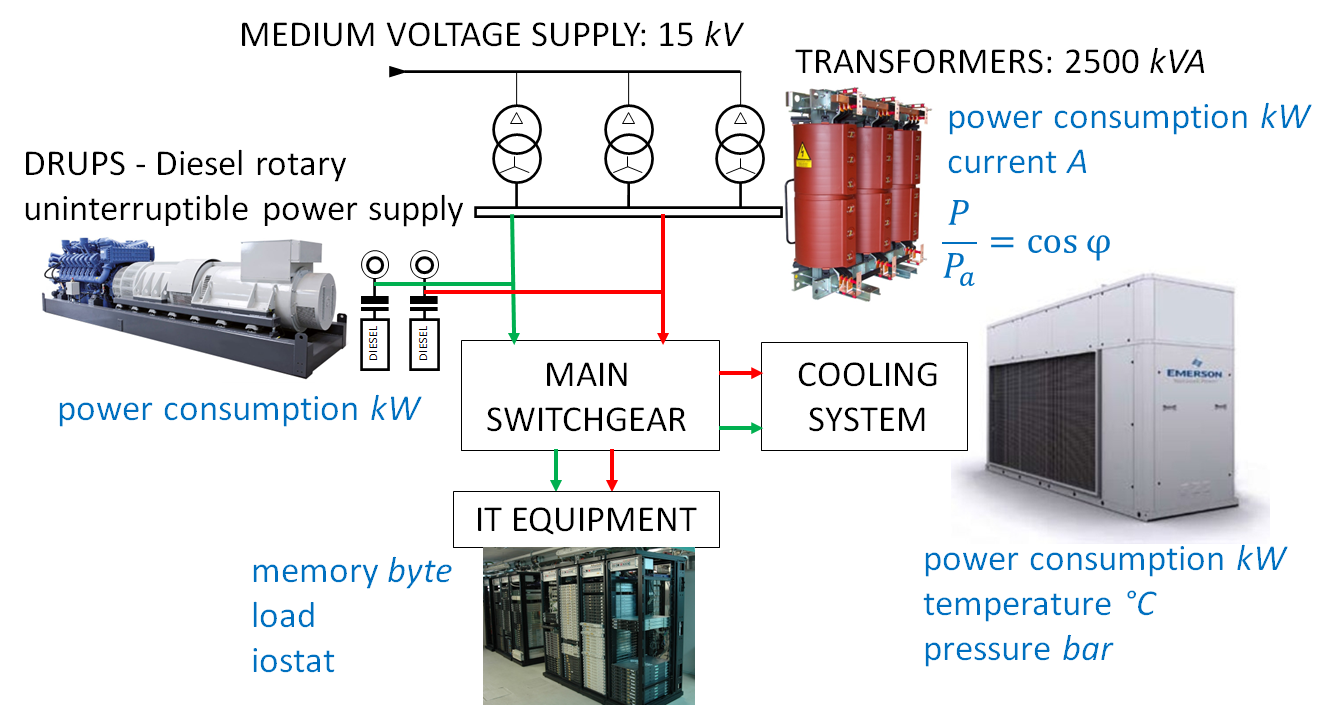 MEDIUM VOLTAGE SUPPLY: 15 kV
TRANSFORMERS: 2500 kVA
power consumption kW
current A
P
P_a
= cos φ
DRUPS - Diesel rotary
uninterruptible power supply
DIESEL
DIESEL
power consumption kW
MAIN
SWITCHGEAR
COOLING
SYSTEM
EMERSON
IT EQUIPMENT
memory byte
load
iostat
power consumption kW
temperature °C
pressure bar